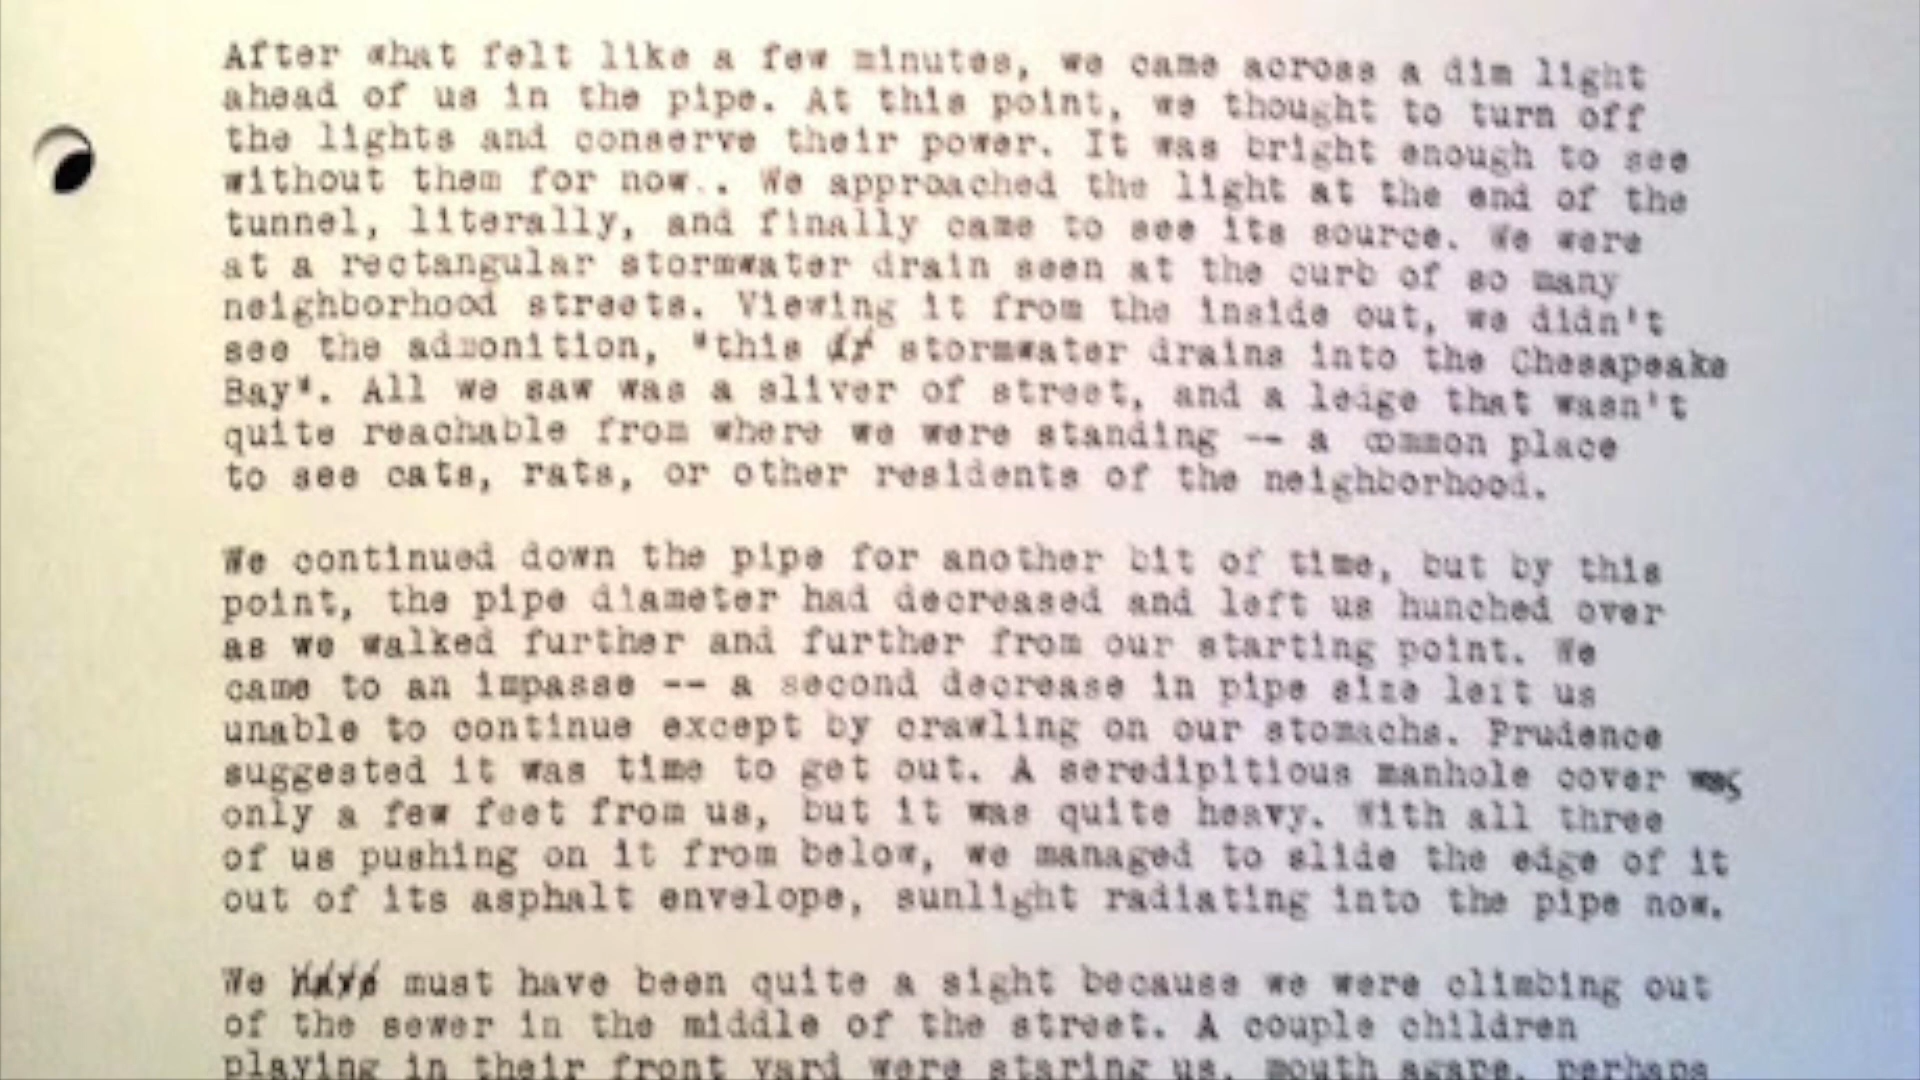 After what felt like a few minutes, we came across a dim light
ahead of us in the pipe. At this point, we thought to turn off
the lights and conserve their power. It was bright enough to see
without them for now.. We approached the light at the end of the
tunnel, literally, and finally came to see its source. We were
at a rectangular stormwater drain seen at the curb of so many
neighborhood streets. Viewing it from the inside out, we didn't
see the admonition, "this stormwater drains into the Chesapeake
Bay". All we saw was a sliver of street, and a ledge that wasn't
quite reachable from where we were standing -- a common place
to see cats, rats, or other residents of the neighborhood.
We continued down the pipe for another bit of time, but by this
point, the pipe diameter had decreased and left us hunched over
as we walked further and further from our starting point. We
came to an impasse -- a second decrease in pipe size left us
unable to continue except by crawling on our stomachs. Prudence
suggested it was time to get out. A seredipitious manhole cover was
only a few feet from us, but it was quite heavy. With all three
of us pushing on it from below, we managed to slide the edge of it
out of its asphalt envelope, sunlight radiating into the pipe now.
We have must have been quite a sight because we were climbing out
of the sewer in the middle of the street. A couple children
playing in their front yard were staring us, mouth agape, perhaps